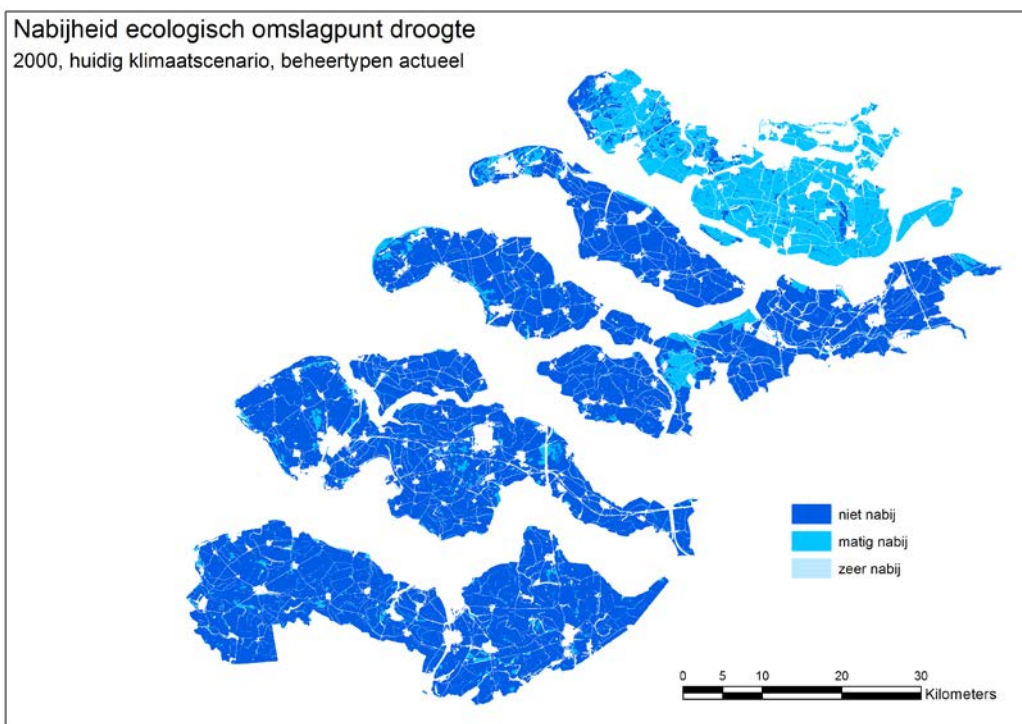 Nabijheid ecologisch omslagpunt droogte
2000, huidig klimaatscenario, beheertypen actueel
niet nabij
matig nabij
zeer nabij
0 5 10 20 30
Kilometers